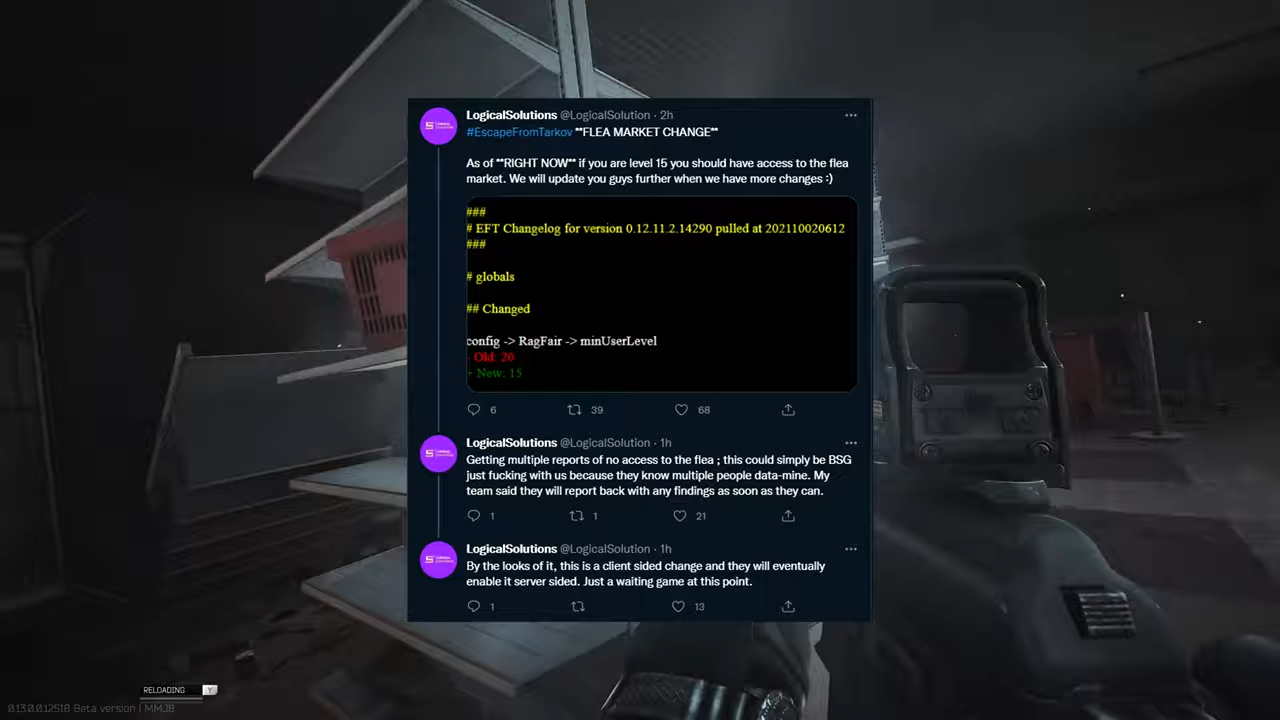 LogicalSolutions @LogicalSolution · 2h
#EscapeFromTarkov **FLEA MARKET CHANGE**
As of **RIGHT NOW** if you are level 15 you should have access to the flea
market. We will update you guys further when we have more changes :)
###
# EFT Changelog for version 0.12.11.2.14290 pulled at 202110020612
###
# globals
## Changed
config -> RagFair -> minUserLevel
- Old: 20
+ New: 15
6 39 68
LogicalSolutions @LogicalSolution · 1h
Getting multiple reports of no access to the flea ; this could simply be BSG
just fucking with us because they know multiple people data-mine. My
team said they will report back with any findings as soon as they can.
1 1 21
LogicalSolutions @LogicalSolution · 1h
By the looks of it, this is a client sided change and they will eventually
enable it server sided. Just a waiting game at this point.
1 13
RELOADING Y
0.13.0.0.12518 Beta version | MMJ8